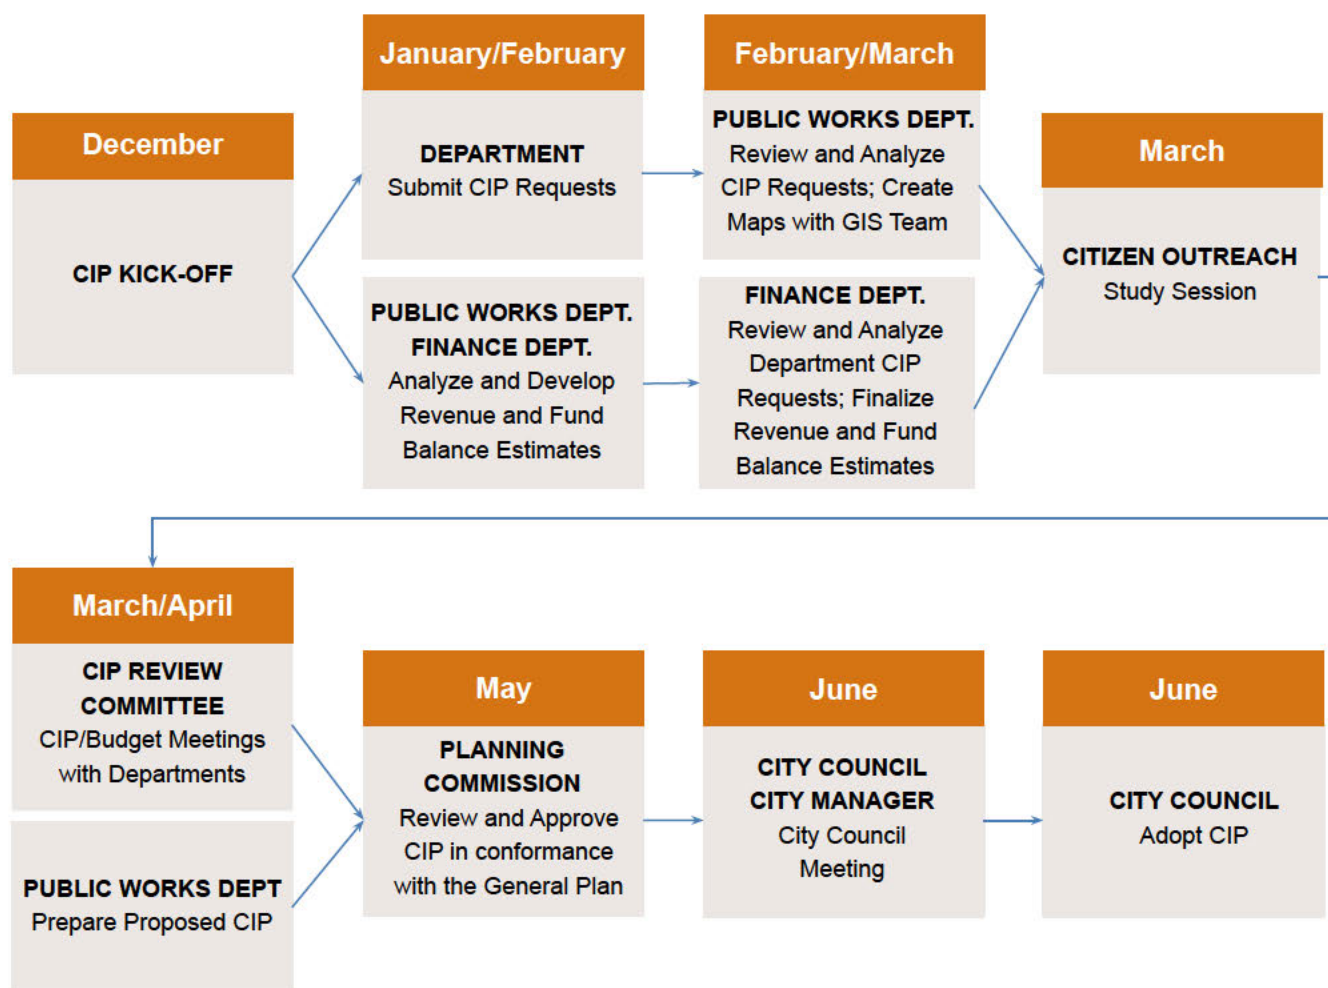 December
CIP KICK-OFF
January/February
DEPARTMENT
Submit CIP Requests
PUBLIC WORKS DEPT.
FINANCE DEPT.
Analyze and Develop
Revenue and Fund
Balance Estimates
February/March
PUBLIC WORKS DEPT.
Review and Analyze
CIP Requests; Create
Maps with GIS Team
FINANCE DEPT.
Review and Analyze
Department CIP
Requests; Finalize
Revenue and Fund
Balance Estimates
March
CITIZEN OUTREACH
Study Session
March/April
CIP REVIEW
COMMITTEE
CIP/Budget Meetings
with Departments
PUBLIC WORKS DEPT
Prepare Proposed CIP
May
PLANNING
COMMISSION
Review and Approve
CIP in conformance
with the General Plan
June
CITY COUNCIL
CITY MANAGER
City Council
Meeting
June
CITY COUNCIL
Adopt CIP